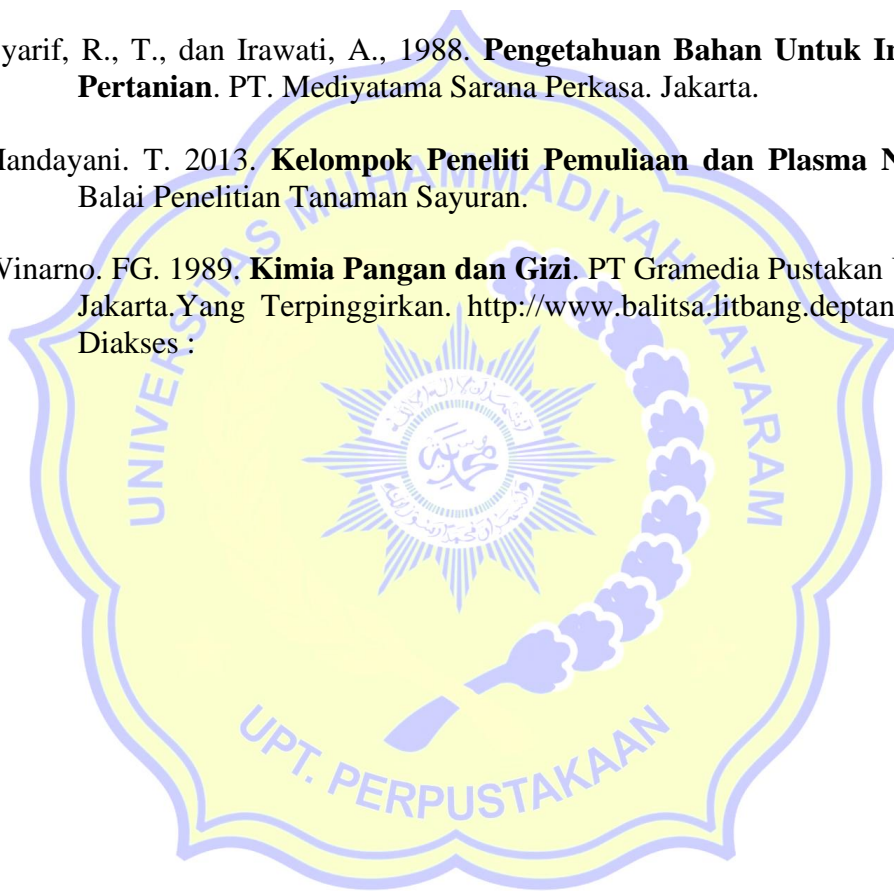 yarif, R., T., dan Irawati, A., 1988. Pengetahuan Bahan Untuk In
Pertanian. PT. Mediyatama Sarana Perkasa. Jakarta.
Handayani. T. 2013. Kelompok Peneliti Pemuliaan dan Plasma N
Balai Penelitian Tanaman Sayuran.
Winarno. FG. 1989. Kimia Pangan dan Gizi. PT Gramedia Pustakan
Jakarta.Yang Terpinggirkan. http://www.balitsa.litbang.deptan
Diakses :
UNIVERSITAS MUHAMMADIYAH MATARAM
UPT. PERPUSTAKAAN